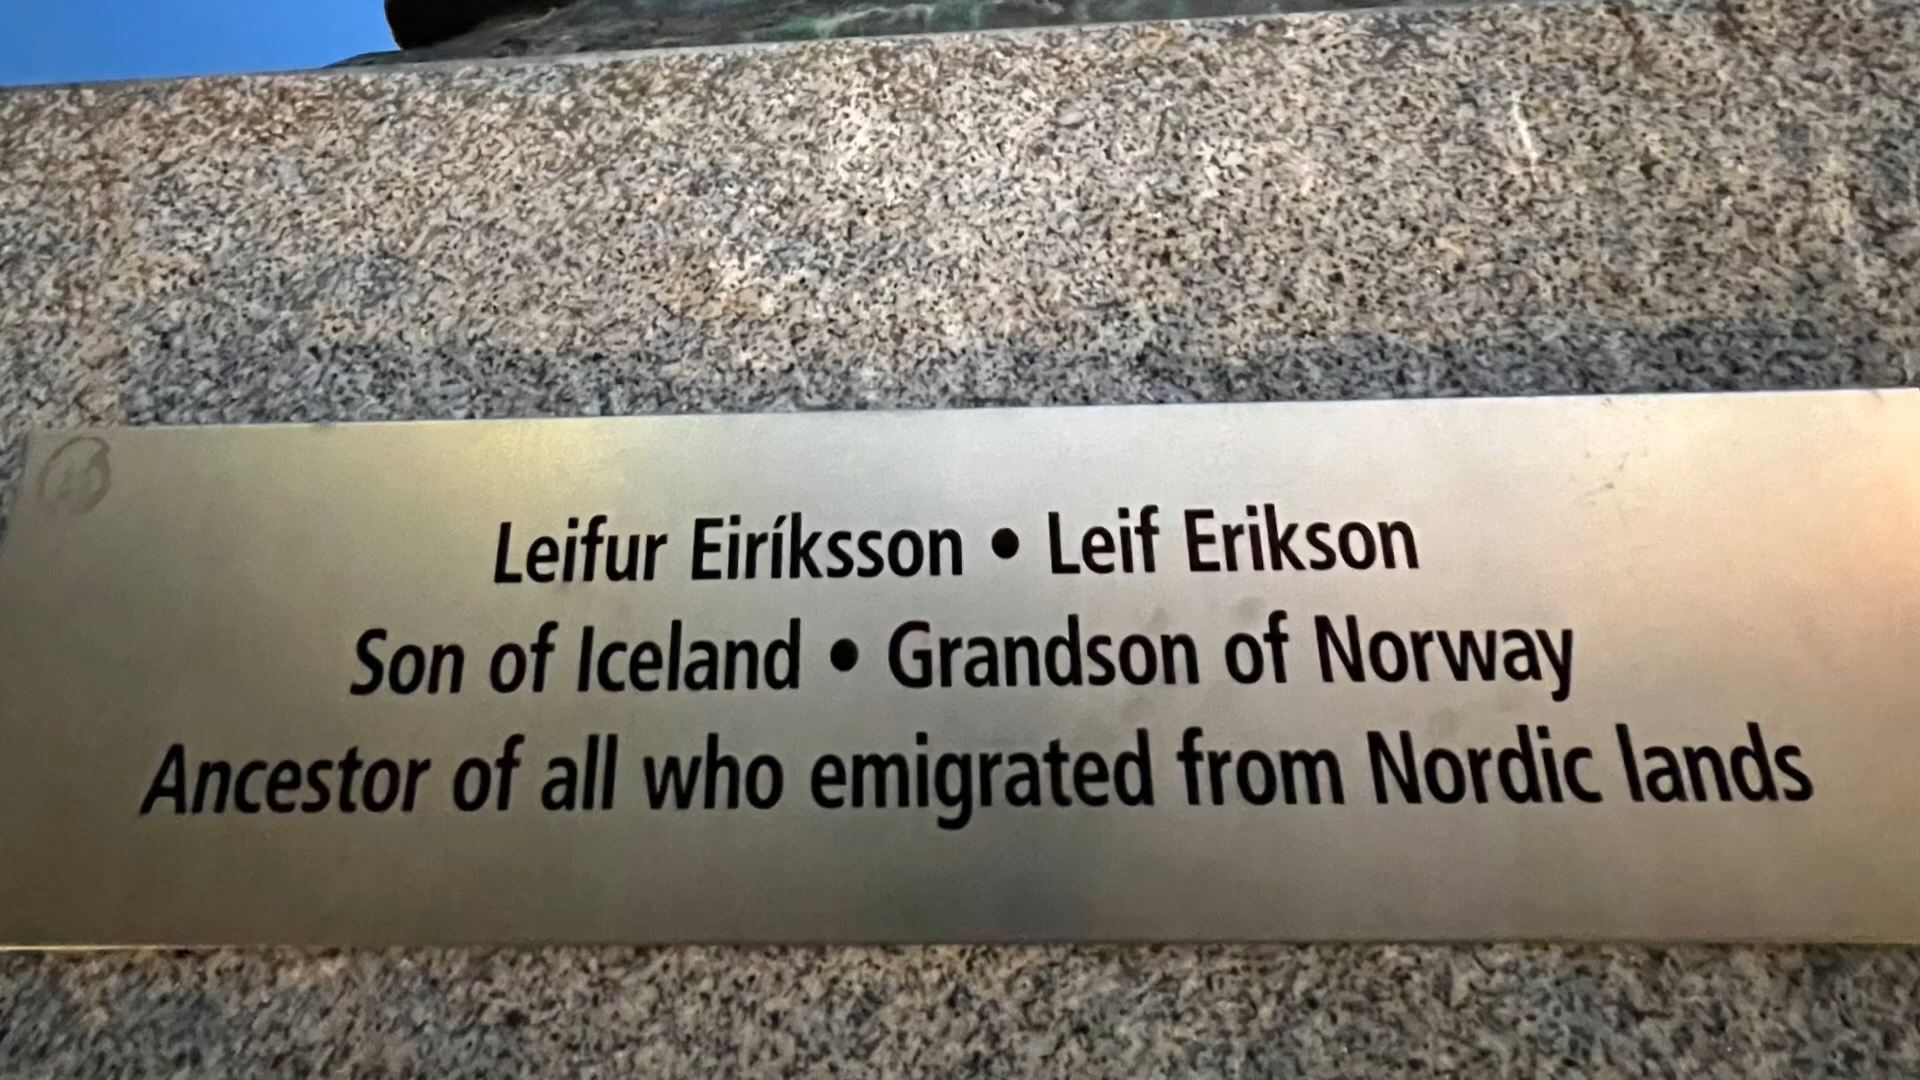 Leifur Eiríksson • Leif Erikson
Son of Iceland • Grandson of Norway
Ancestor of all who emigrated from Nordic lands